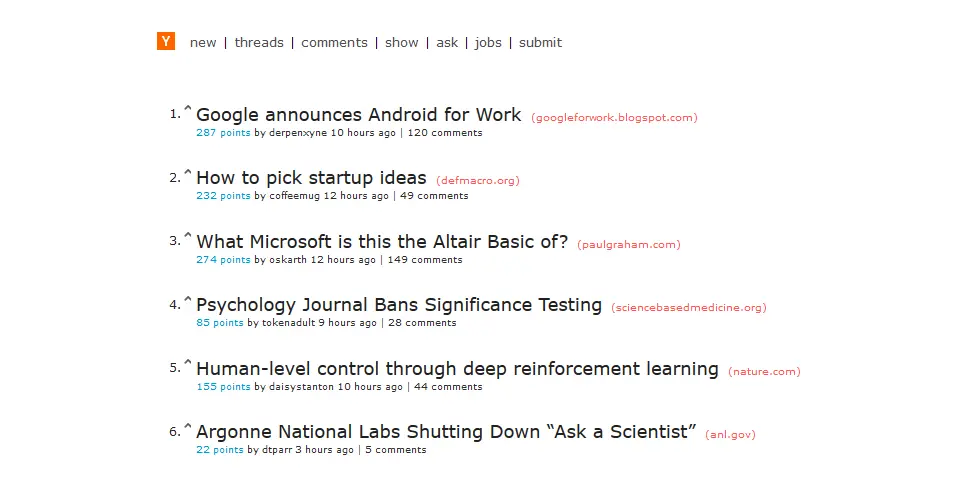 Y new | threads | comments | show | ask | jobs | submit
1. Google announces Android for Work (googleforwork.blogspot.com)
287 points by derpenxyne 10 hours ago | 120 comments
2. How to pick startup ideas (defmacro.org)
232 points by coffeemug 12 hours ago | 49 comments
3. What Microsoft is this the Altair Basic of? (paulgraham.com)
274 points by oskarth 12 hours ago | 149 comments
4. Psychology Journal Bans Significance Testing (sciencebasedmedicine.org)
85 points by tokenadult 9 hours ago | 28 comments
5. Human-level control through deep reinforcement learning (nature.com)
155 points by daisystanton 10 hours ago | 44 comments
6. Argonne National Labs Shutting Down “Ask a Scientist” (anl.gov)
22 points by dtparr 3 hours ago | 5 comments